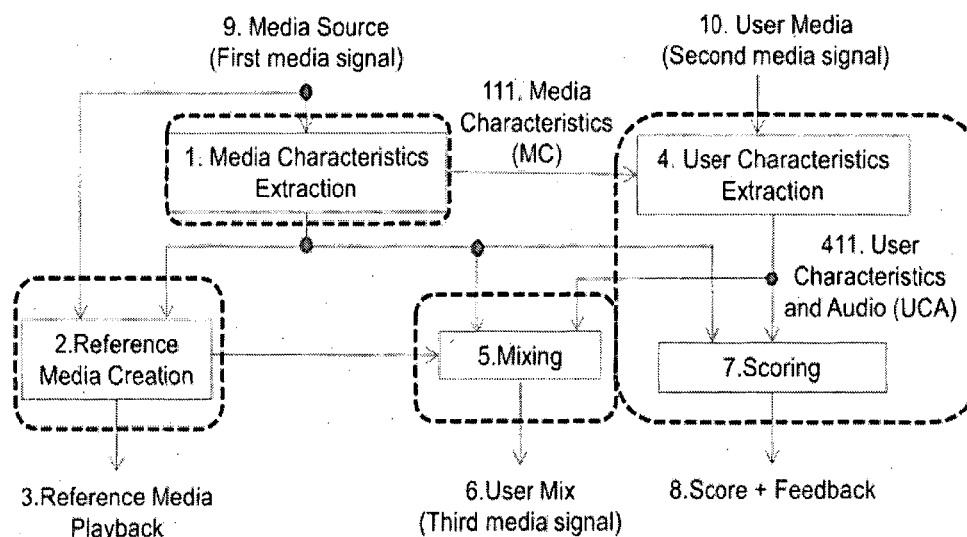 9. Media Source
(First media signal)
10. User Media
(Second media signal)
111. Media
Characteristics
(MC)
1. Media Characteristics
Extraction
4. User Characteristics
Extraction
411. User
Characteristics
and Audio (UCA)
2.Reference
Media Creation
5.Mixing
7.Scoring
3.Reference Media
Playback
6.User Mix
(Third media signal)
8.Score + Feedback